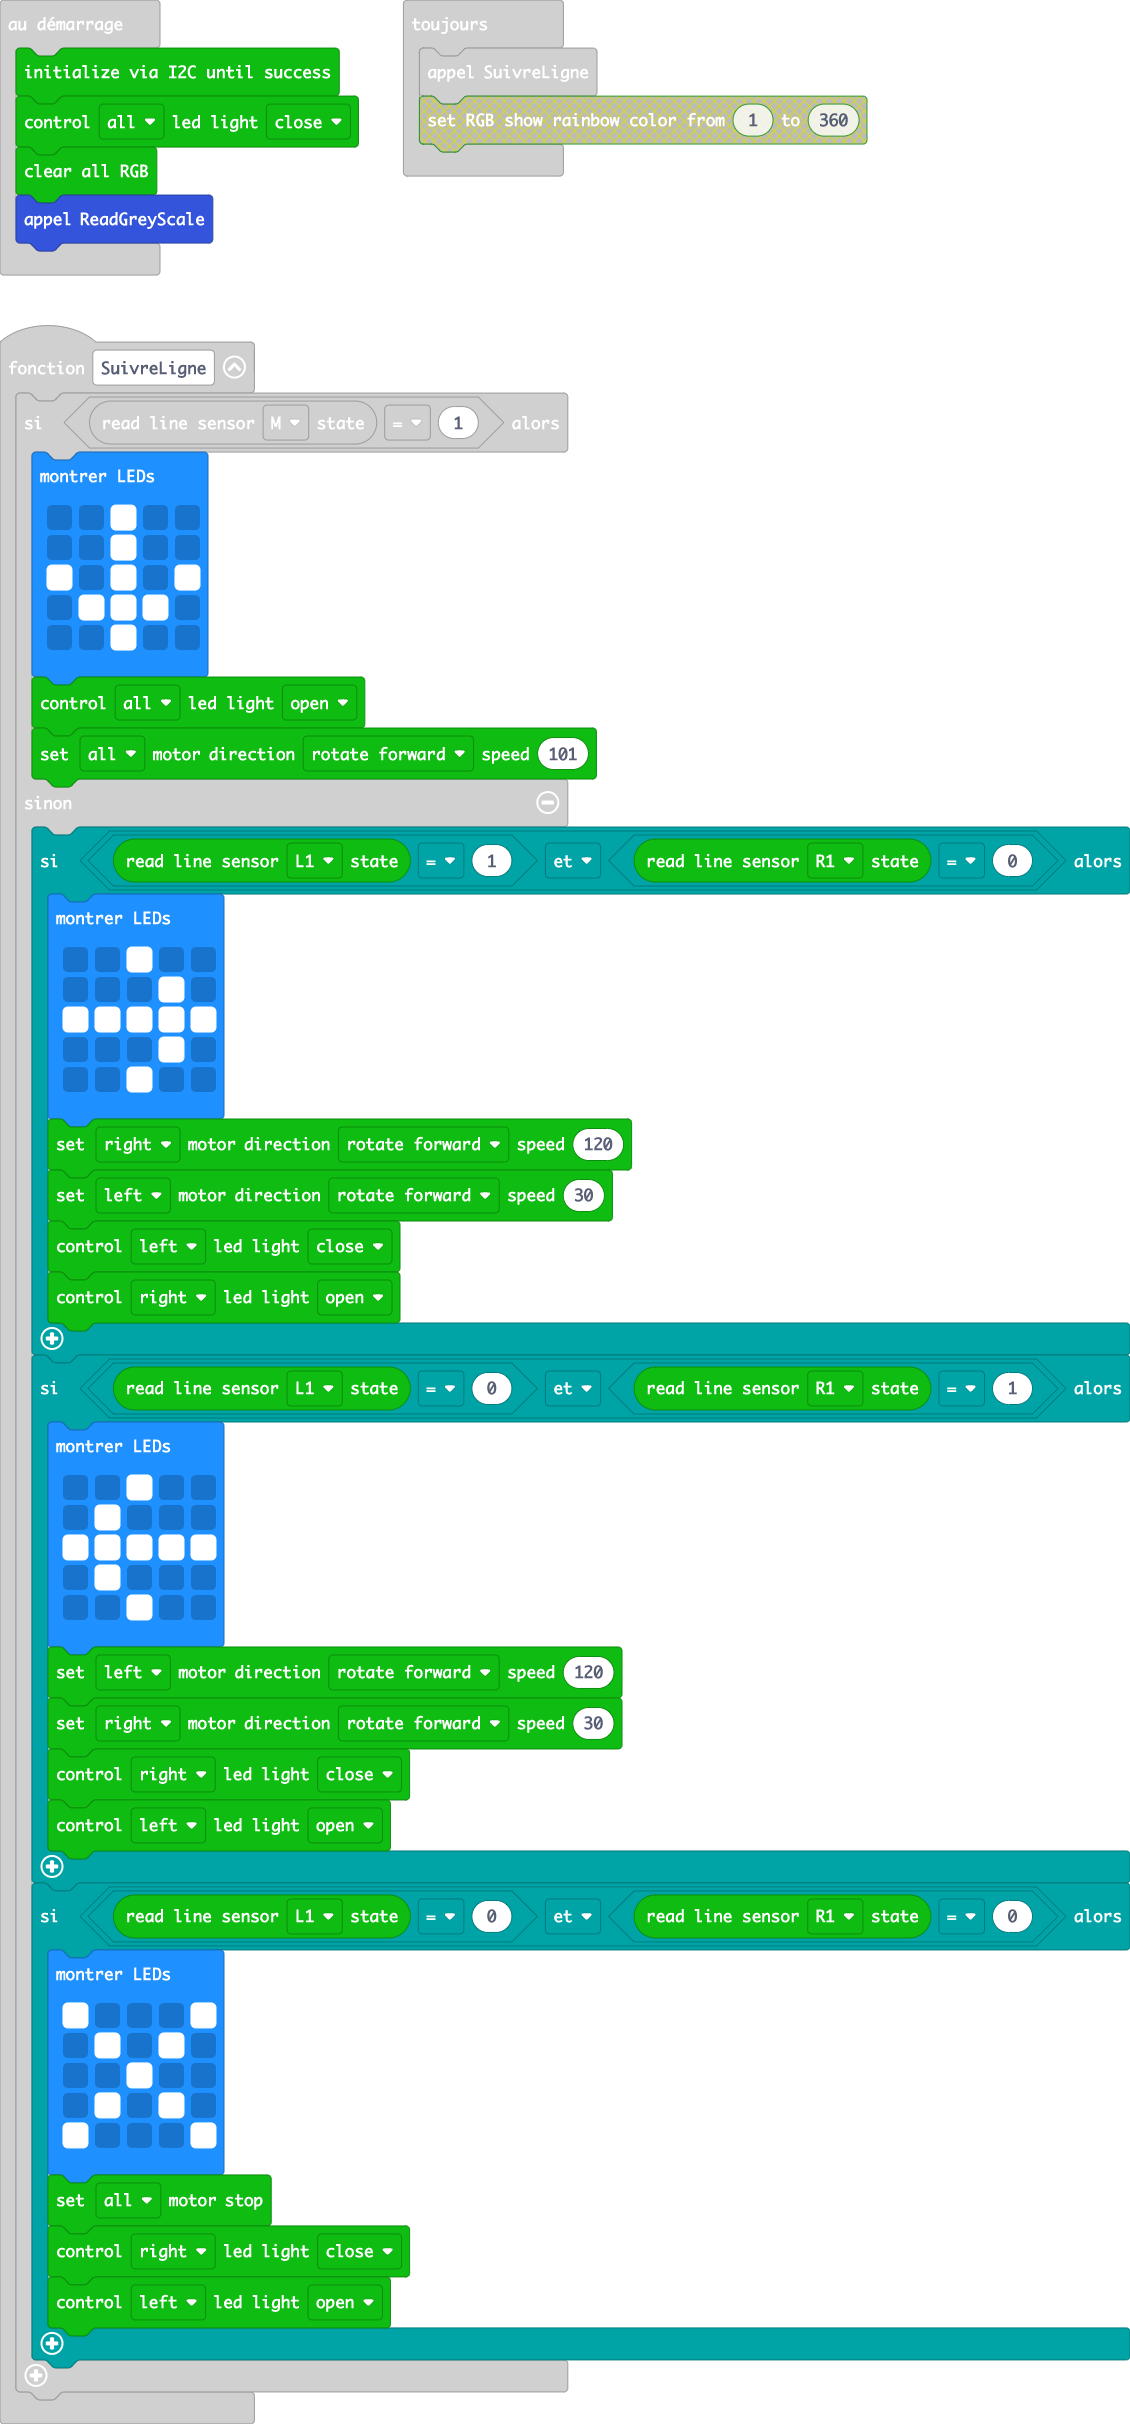 au démarrage
initialize via I2C until success
control all led light close
clear all RGB
appel ReadGreyScale
toujours
appel SuivreLigne
set RGB show rainbow color from 1 to 360
fonction SuivreLigne
si read line sensor M state = 1 alors
montrer LEDs
control all led light open
set all motor direction rotate forward speed 101
sinon
si read line sensor L1 state = 1 et read line sensor R1 state = 0 alors
montrer LEDs
set right motor direction rotate forward speed 120
set left motor direction rotate forward speed 30
control left led light close
control right led light open
si read line sensor L1 state = 0 et read line sensor R1 state = 1 alors
montrer LEDs
set left motor direction rotate forward speed 120
set right motor direction rotate forward speed 30
control right led light close
control left led light open
si read line sensor L1 state = 0 et read line sensor R1 state = 0 alors
montrer LEDs
set all motor stop
control right led light close
control left led light open